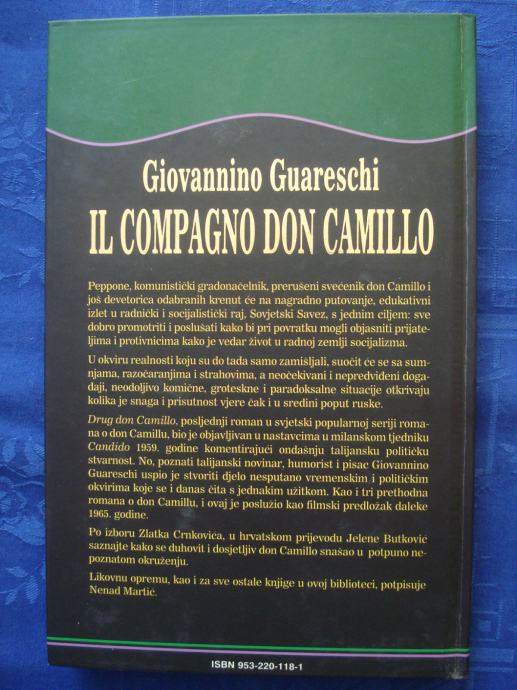 Giovannino Guareschi
IL COMPAGNO DON CAMILLO
Peppone, komunistički gradonačelnik, prerušeni svećenik don Camillo i
još devetorica odabranih krenut će na nagradno putovanje, edukativni
izlet u radnički i socijalistički raj, Sovjetski Savez, s jednim ciljem: sve
dobro promotriti i poslušati kako bi pri povratku mogli objasniti prijate-
ljima i protivnicima kako je vedar život u radnoj zemlji socijalizma.
U okviru realnosti koju su do tada samo zamišljali, suočit će se sa sum-
njama, razočaranjima i strahovima, a neočekivani i nepredviđeni doga-
đaji, neodoljivo komične, groteskne i paradoksalne situacije otkrivaju
kolika je snaga i prisutnost vjere čak i u sredini poput ruske.
Drug don Camillo, posljednji roman u svjetski popularnoj seriji roma-
na o don Camillu, bio je objavljivan u nastavcima u milanskom tjedniku
Candido 1959. godine komentirajući ondašnju talijansku političku
stvarnost. No, poznati talijanski novinar, humorist i pisac Giovannino
Guareschi uspio je stvoriti djelo nesputano vremenskim i političkim
okvirima koje se i danas čita s jednakim užitkom. Kao i tri prethodna
romana o don Camillu, i ovaj je poslužio kao filmski predložak daleke
1965. godine.
Po izboru Zlatka Crnkovića, u hrvatskom prijevodu Jelene Butković
saznajte kako se duhovit i dosjetljiv don Camillo snašao u potpuno ne-
poznatom okruženju.
Likovnu opremu, kao i za sve ostale knjige u ovoj biblioteci, potpisuje
Nenad Martić.
ISBN 953-220-118-1